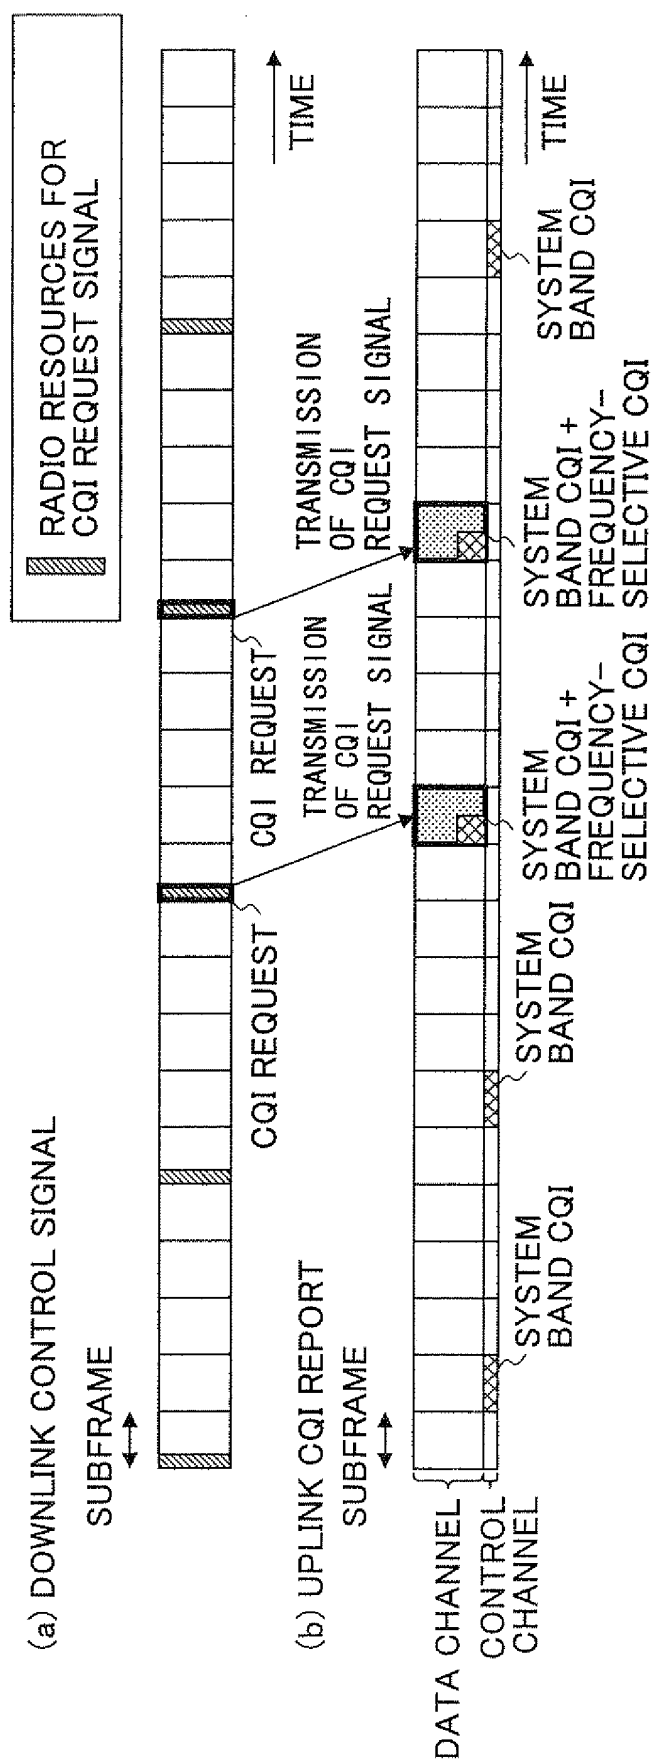 RADIO RESOURCES FOR
CQI REQUEST SIGNAL
(a) DOWNLINK CONTROL SIGNAL
SUBFRAME
TIME
CQI REQUEST
CQI REQUEST
(b) UPLINK CQI REPORT
SUBFRAME
TRANSMISSION
OF CQI
REQUEST SIGNAL
TRANSMISSION
OF CQI
REQUEST SIGNAL
TIME
DATA CHANNEL
CONTROL
CHANNEL
SYSTEM
BAND CQI
SYSTEM
BAND CQI
SYSTEM
BAND CQI +
FREQUENCY-
SELECTIVE CQI
SYSTEM
BAND CQI +
FREQUENCY-
SELECTIVE CQI
SYSTEM
BAND CQI